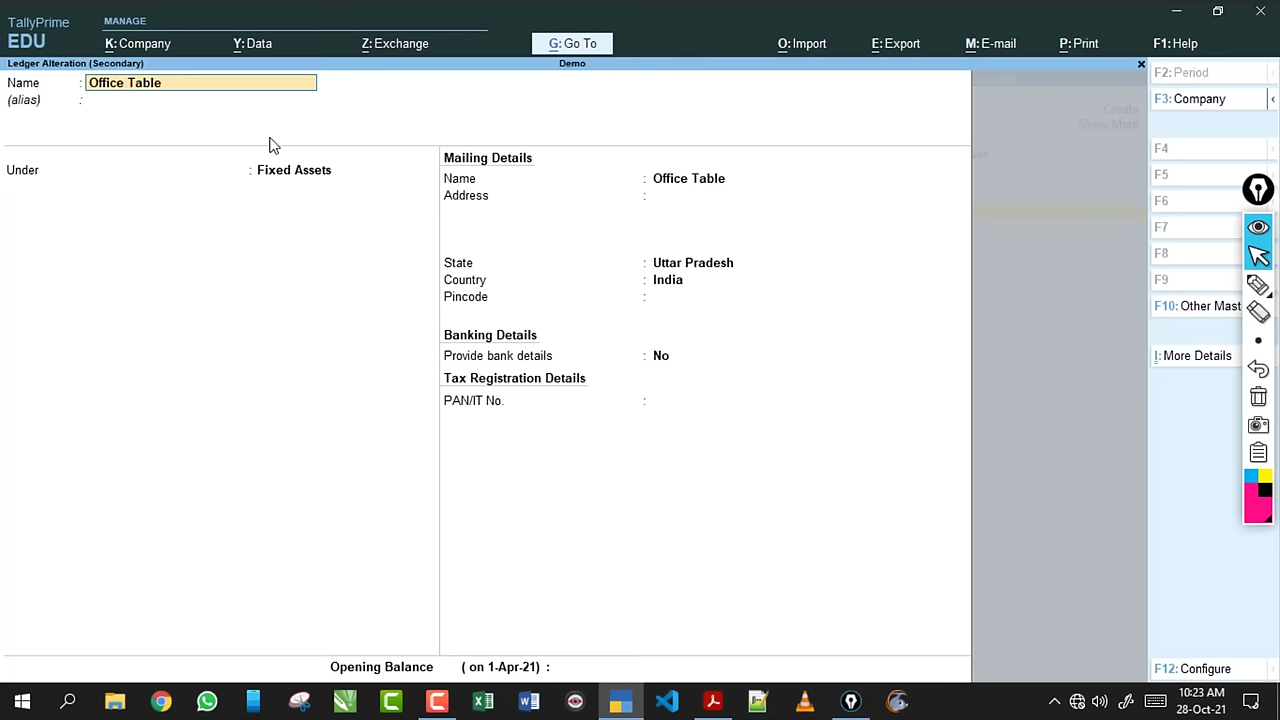 TallyPrime
EDU
MANAGE
K: Company
Y: Data
Z: Exchange
G: Go To
O: Import
E: Export
M: E-mail
P: Print
F1: Help
Ledger Alteration (Secondary)
Demo
Name : Office Table
(alias) :
Under : Fixed Assets
Mailing Details
Name : Office Table
Address :
State : Uttar Pradesh
Country : India
Pincode :
Banking Details
Provide bank details : No
Tax Registration Details
PAN/IT No. :
Opening Balance ( on 1-Apr-21) :
Create
Show More
F2: Period
F3: Company
F4
F5
F6
F7
F8
F9
F10: Other Mast
I: More Details
F12: Configure
10:23 AM
28-Oct-21